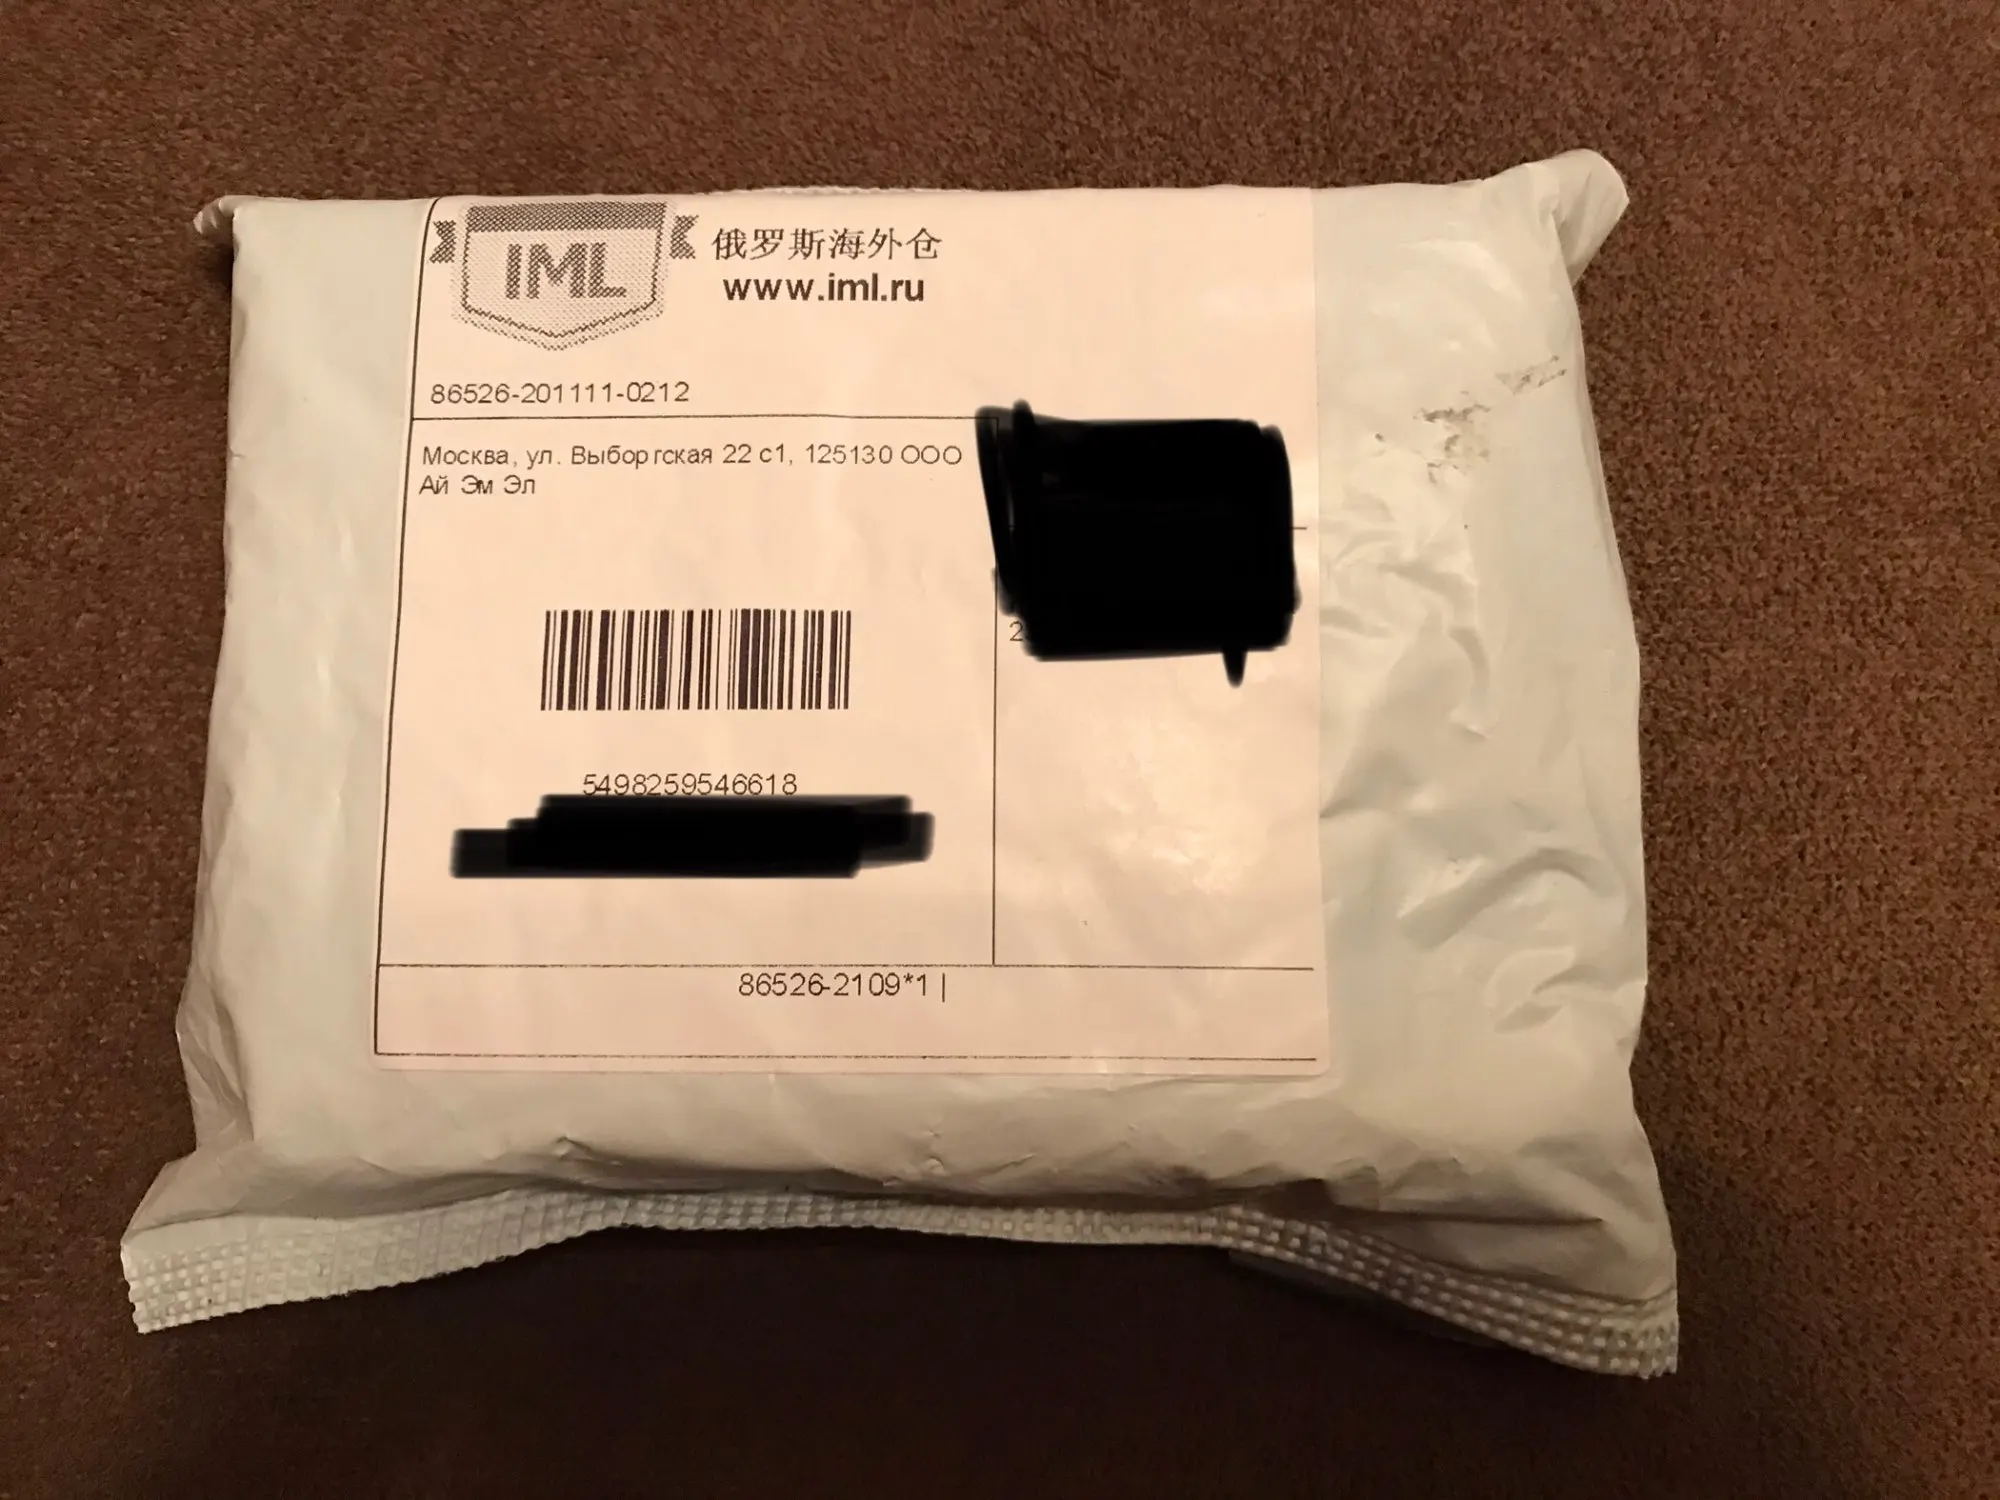 IML
俄罗斯海外仓
www.iml.ru
86526-201111-0212
Москва, ул. Выборгская 22 с1, 125130 ООО
Ай Эм Эл
5498259546618
86526-2109*1 |